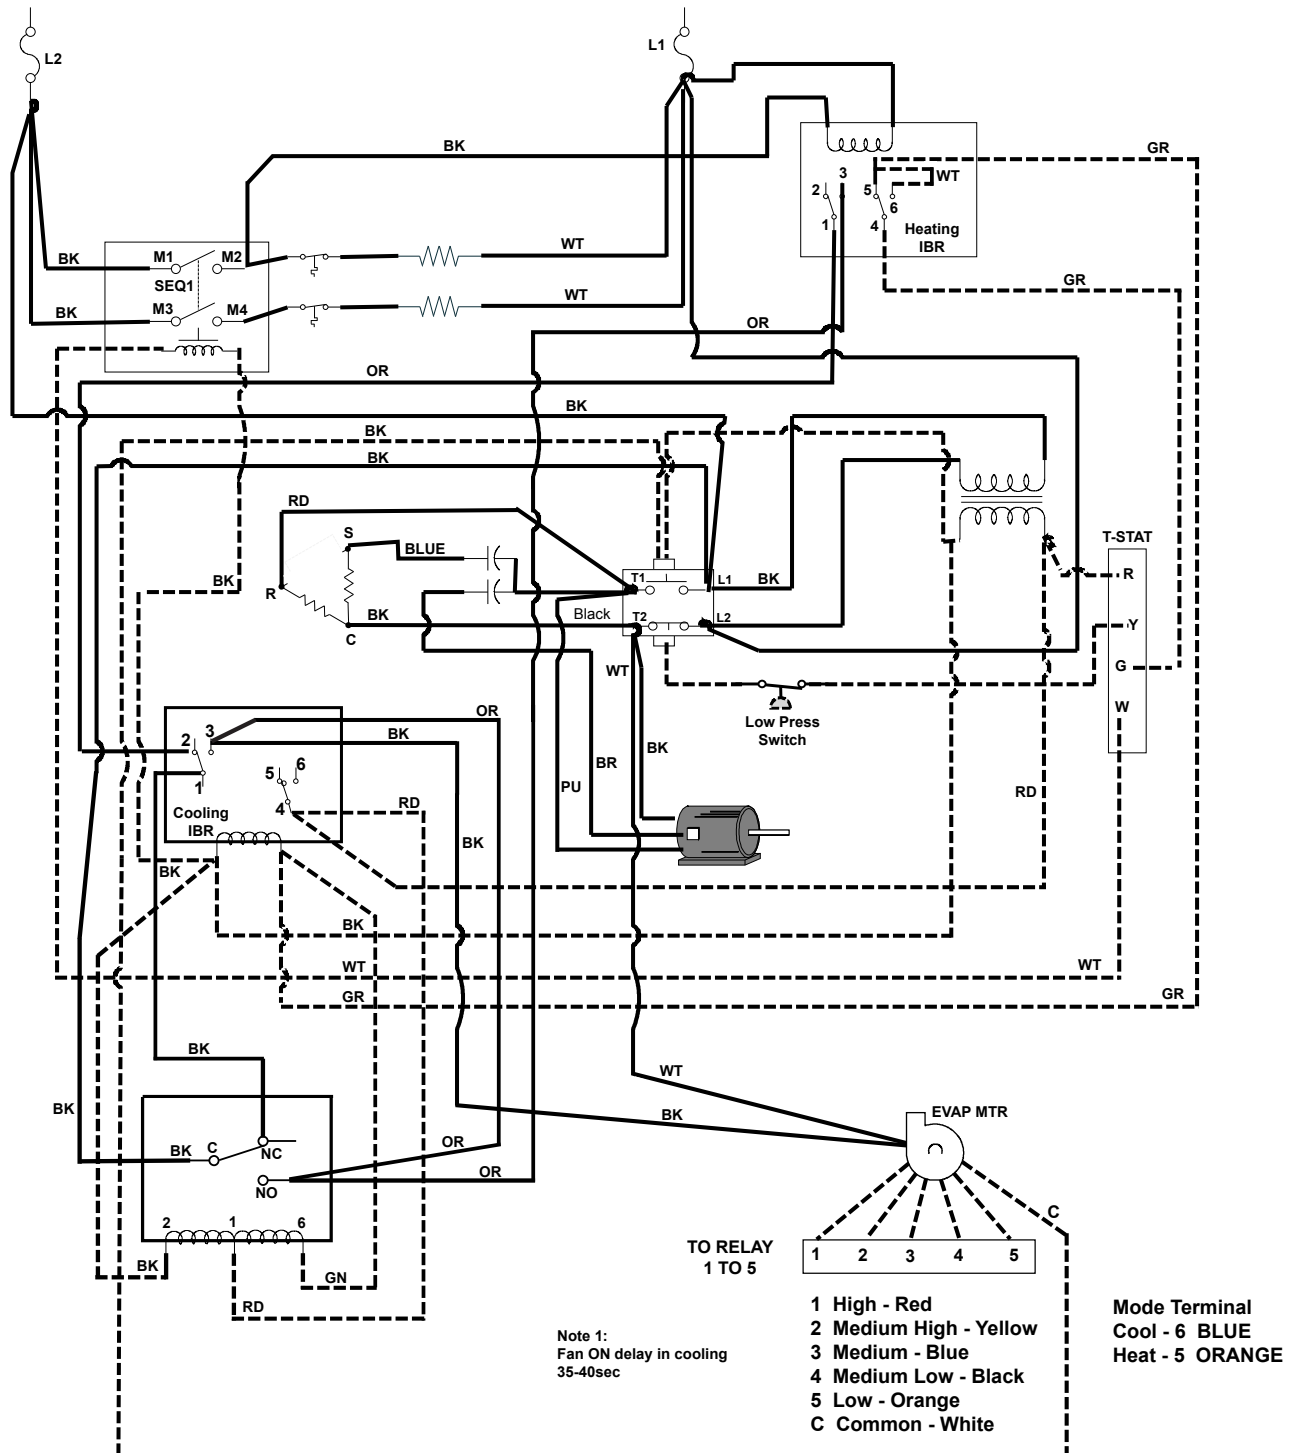 L2
L1
BK
GR
3
2
5
WT
6
1
4
Heating
IBR
WT
BK
M1
M2
SEQ1
GR
WT
BK
M3
M4
OR
OR
BK
BK
BK
RD
S
BLUE
T-STAT
R
T1
L1
BK
BK
R
Black
T2
L2
BK
C
Y
WT
G
W
Low Press
Switch
OR
BK
BK
BR
PU
2
3
1
5
6
4
RD
RD
Cooling
IBR
BK
BK
BK
WT
WT
GR
GR
BK
WT
BK
BK
EVAP MTR
OR
BK
C
NC
OR
NO
C
2
1
6
TO RELAY
1 TO 5
1
2
3
4
5
BK
GN
RD
1 High - Red
2 Medium High - Yellow
3 Medium - Blue
4 Medium Low - Black
5 Low - Orange
C Common - White
Mode Terminal
Cool - 6 BLUE
Heat - 5 ORANGE
Note 1:
Fan ON delay in cooling
35-40sec